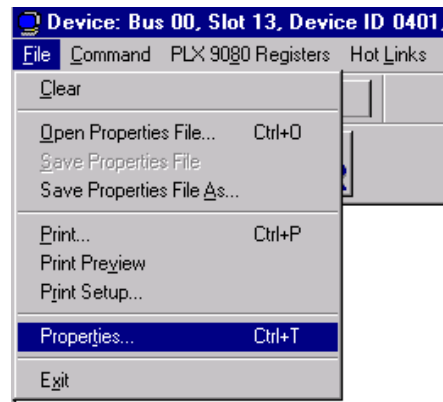 Device: Bus 00, Slot 13, Device ID 0401,
File Command PLX 9080 Registers Hot Links
Clear
Open Properties File... Ctrl+O
Save Properties File
Save Properties File As...
Print... Ctrl+P
Print Preview
Print Setup...
Properties... Ctrl+T
Exit